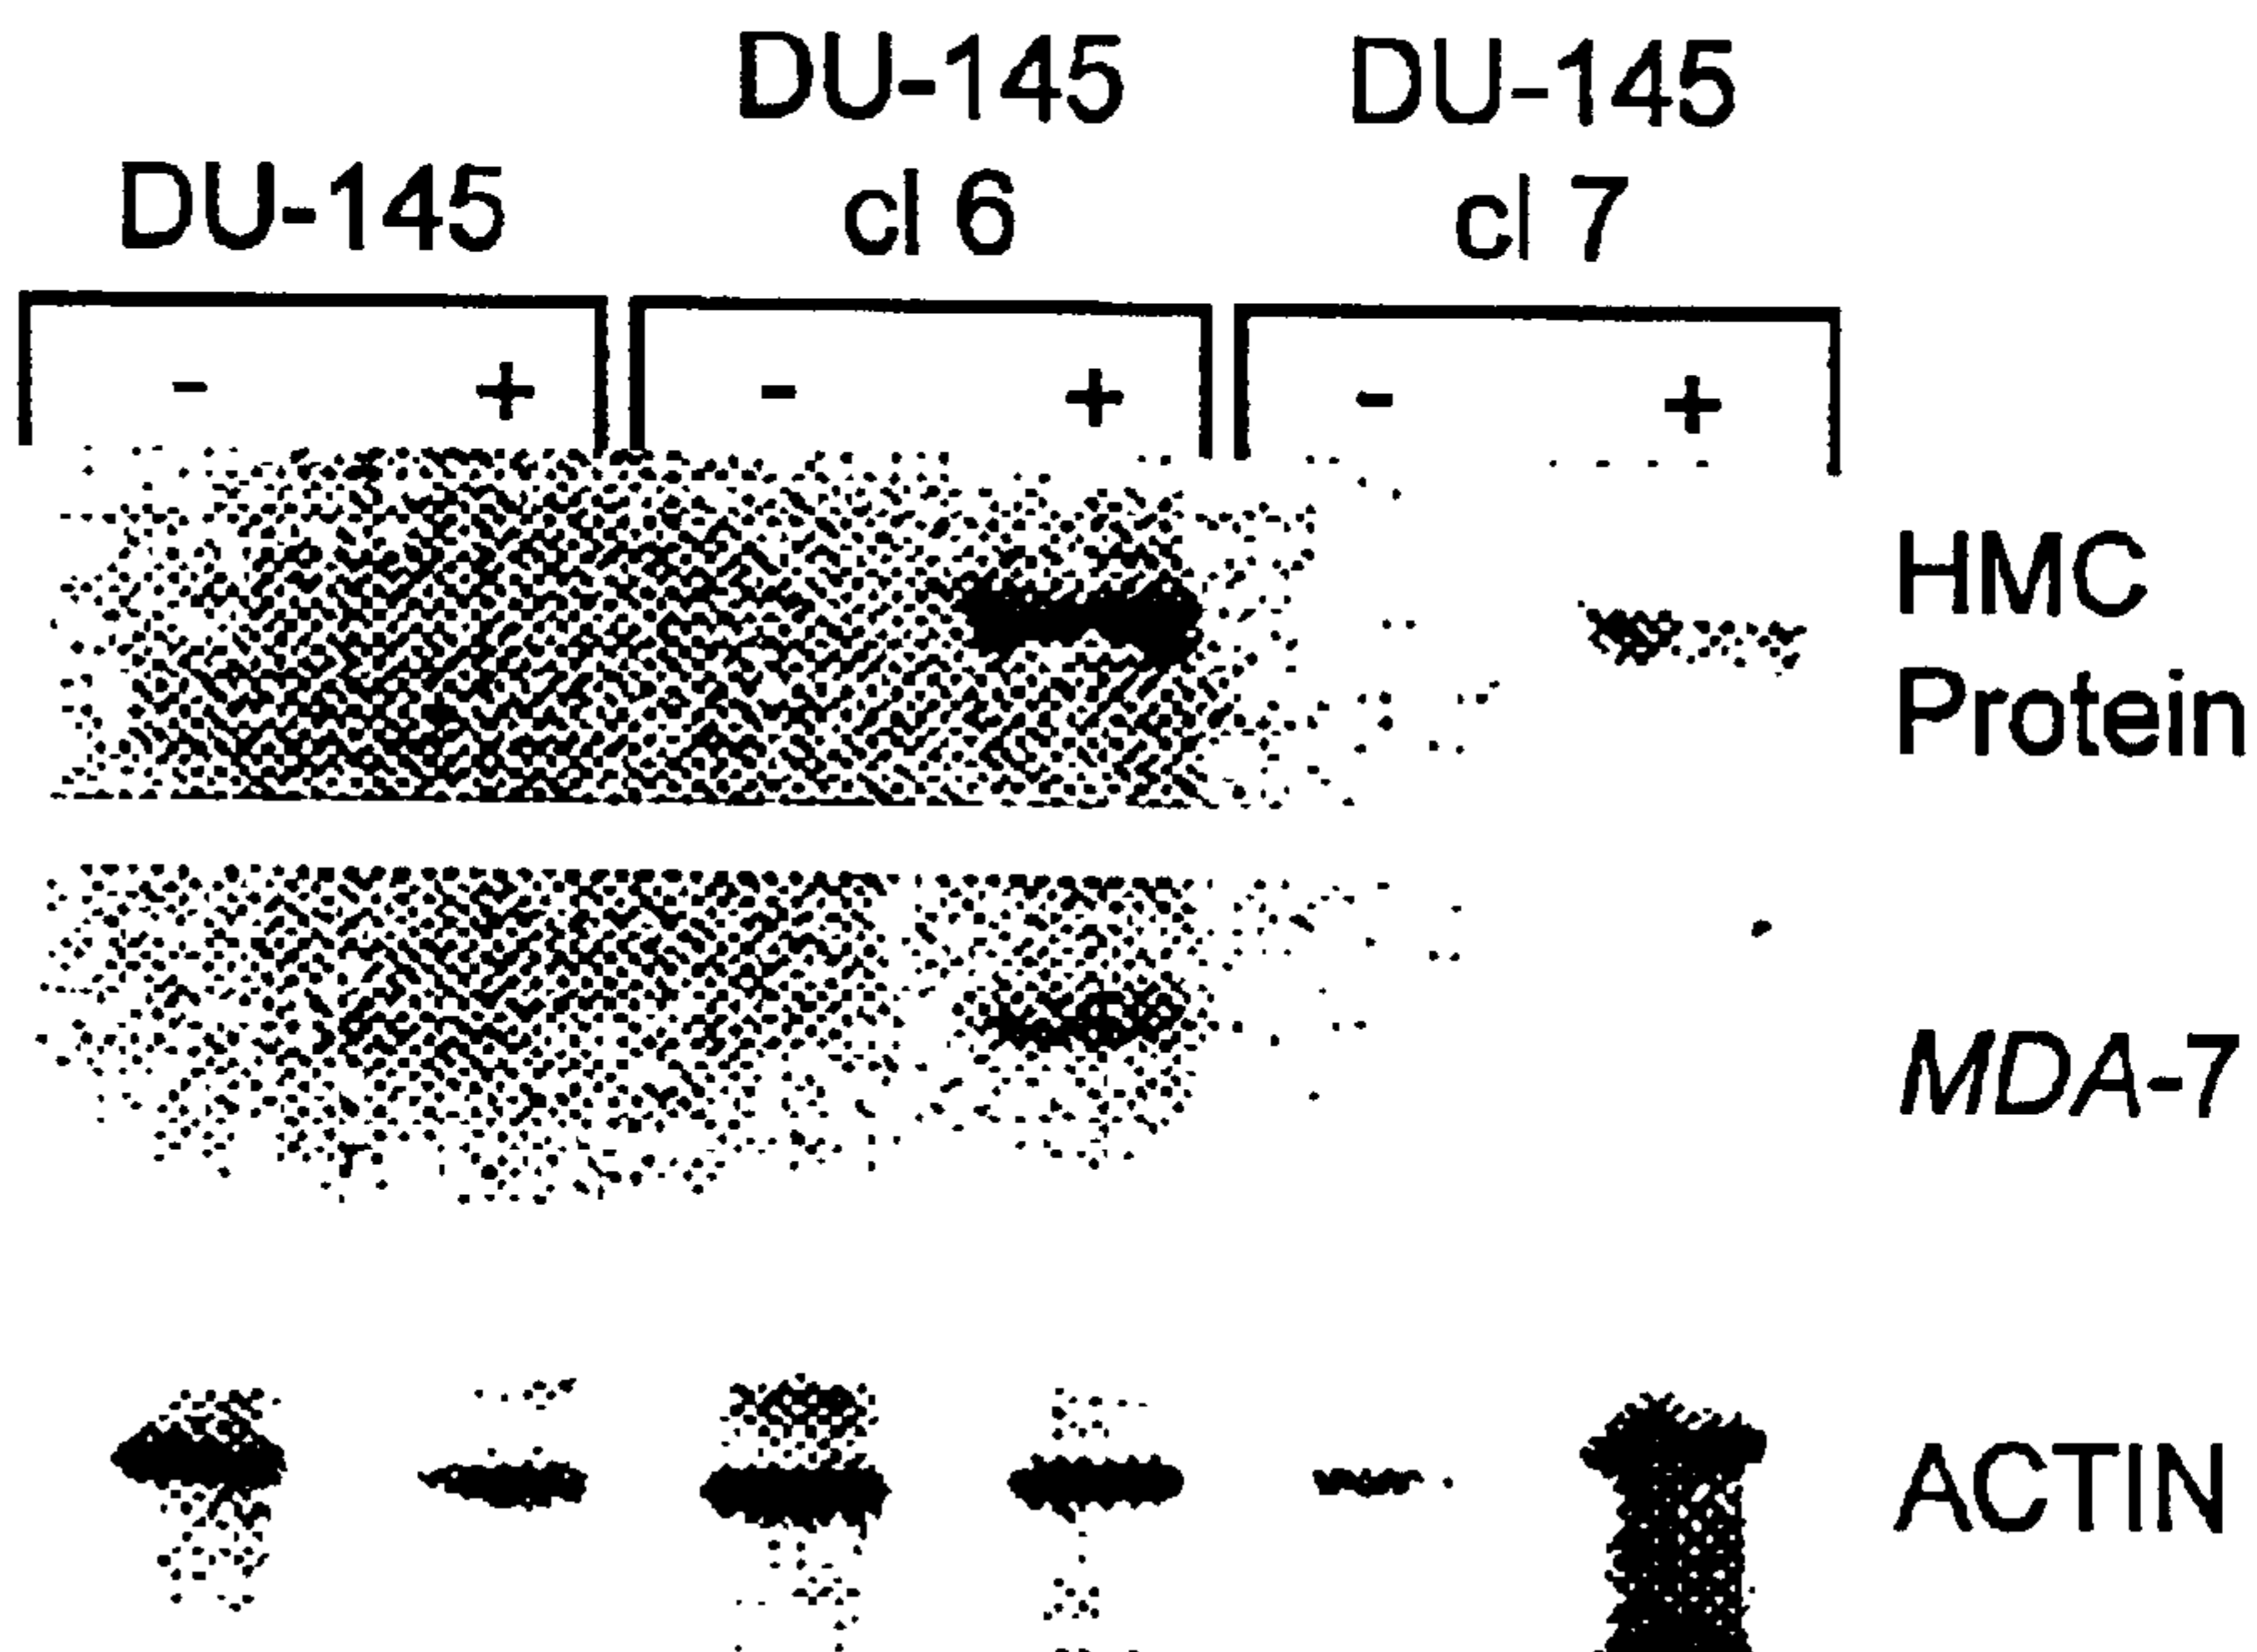 DU-145 DU-145
DU-145 cl 6 cl 7
- + - + - +
HMC
Protein
MDA-7
ACTIN